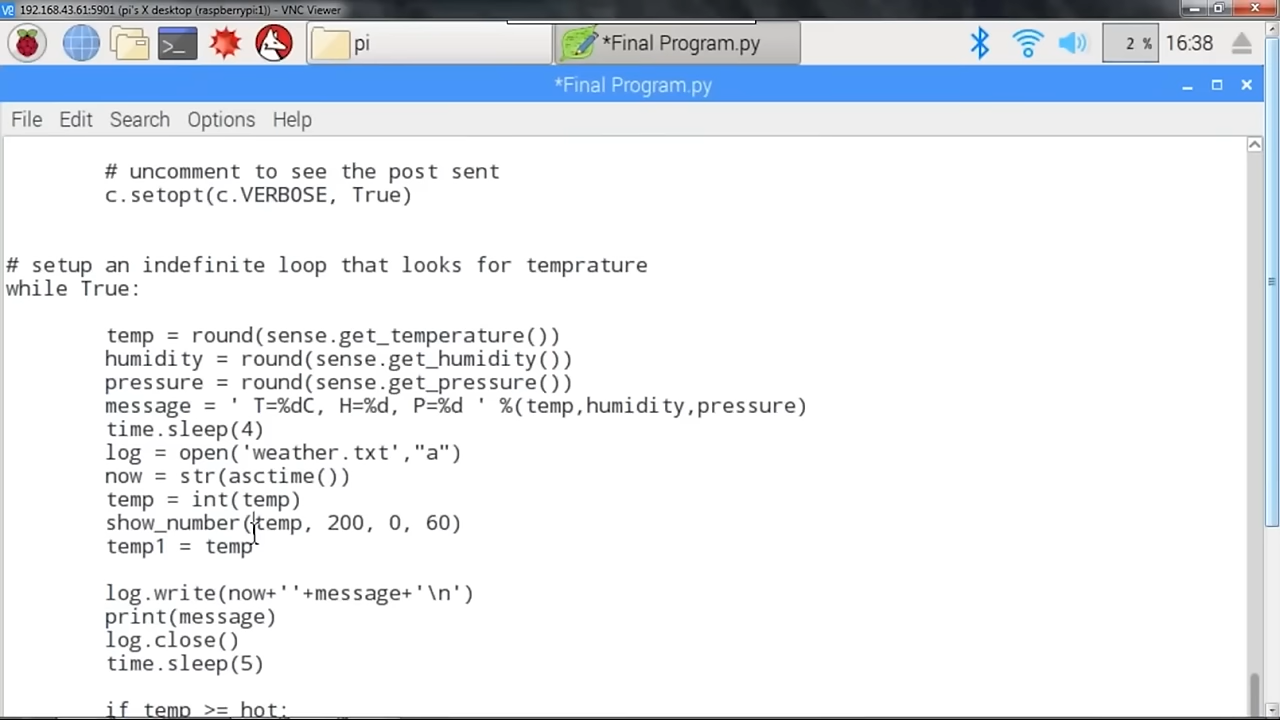 192.168.43.61:5901 (pi's X desktop (raspberrypi:1)) - VNC Viewer
pi
*Final Program.py
2 %
16:38
*Final Program.py
File Edit Search Options Help
# uncomment to see the post sent
c.setopt(c.VERBOSE, True)
# setup an indefinite loop that looks for temprature
while True:
temp = round(sense.get_temperature())
humidity = round(sense.get_humidity())
pressure = round(sense.get_pressure())
message = ' T=%dC, H=%d, P=%d ' %(temp,humidity,pressure)
time.sleep(4)
log = open('weather.txt',"a")
now = str(asctime())
temp = int(temp)
show_number(temp, 200, 0, 60)
temp1 = temp
log.write(now+''+message+'\n')
print(message)
log.close()
time.sleep(5)
if temp >= hot: